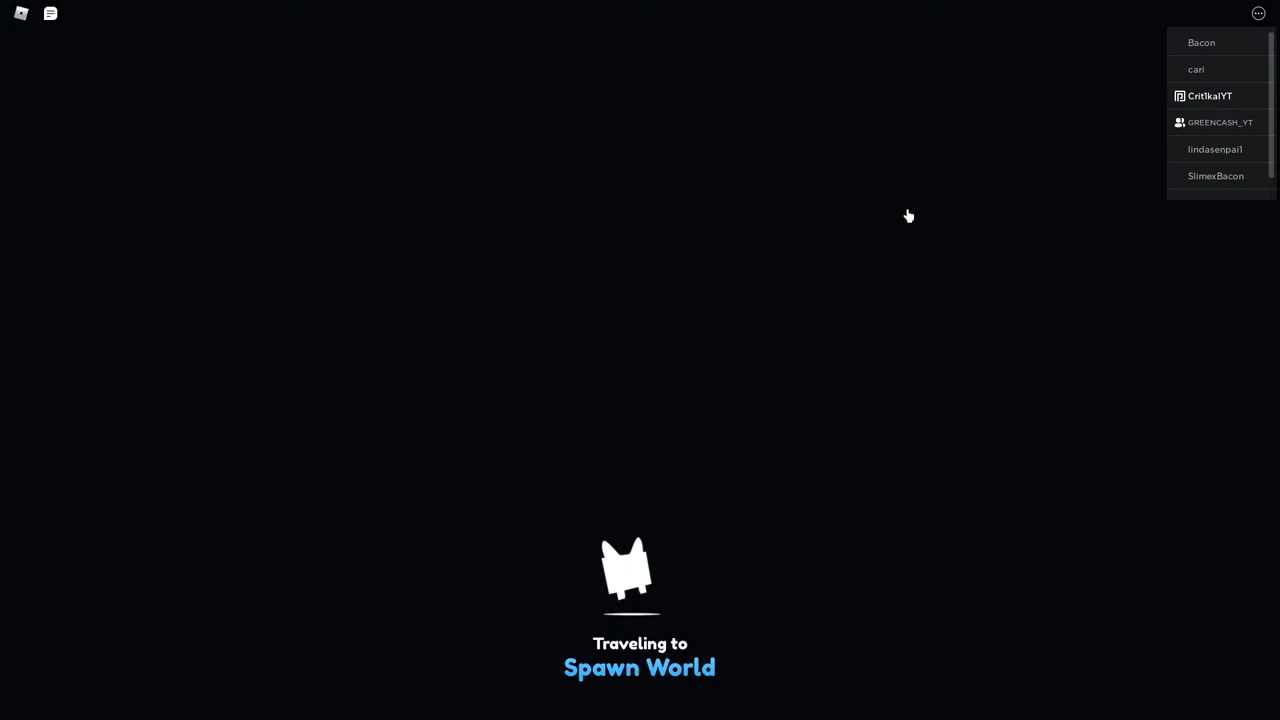 Bacon
cari
Crit1kalYT
GREENCASH_YT
lindasenpai1
SlimexBacon
Traveling to
Spawn World